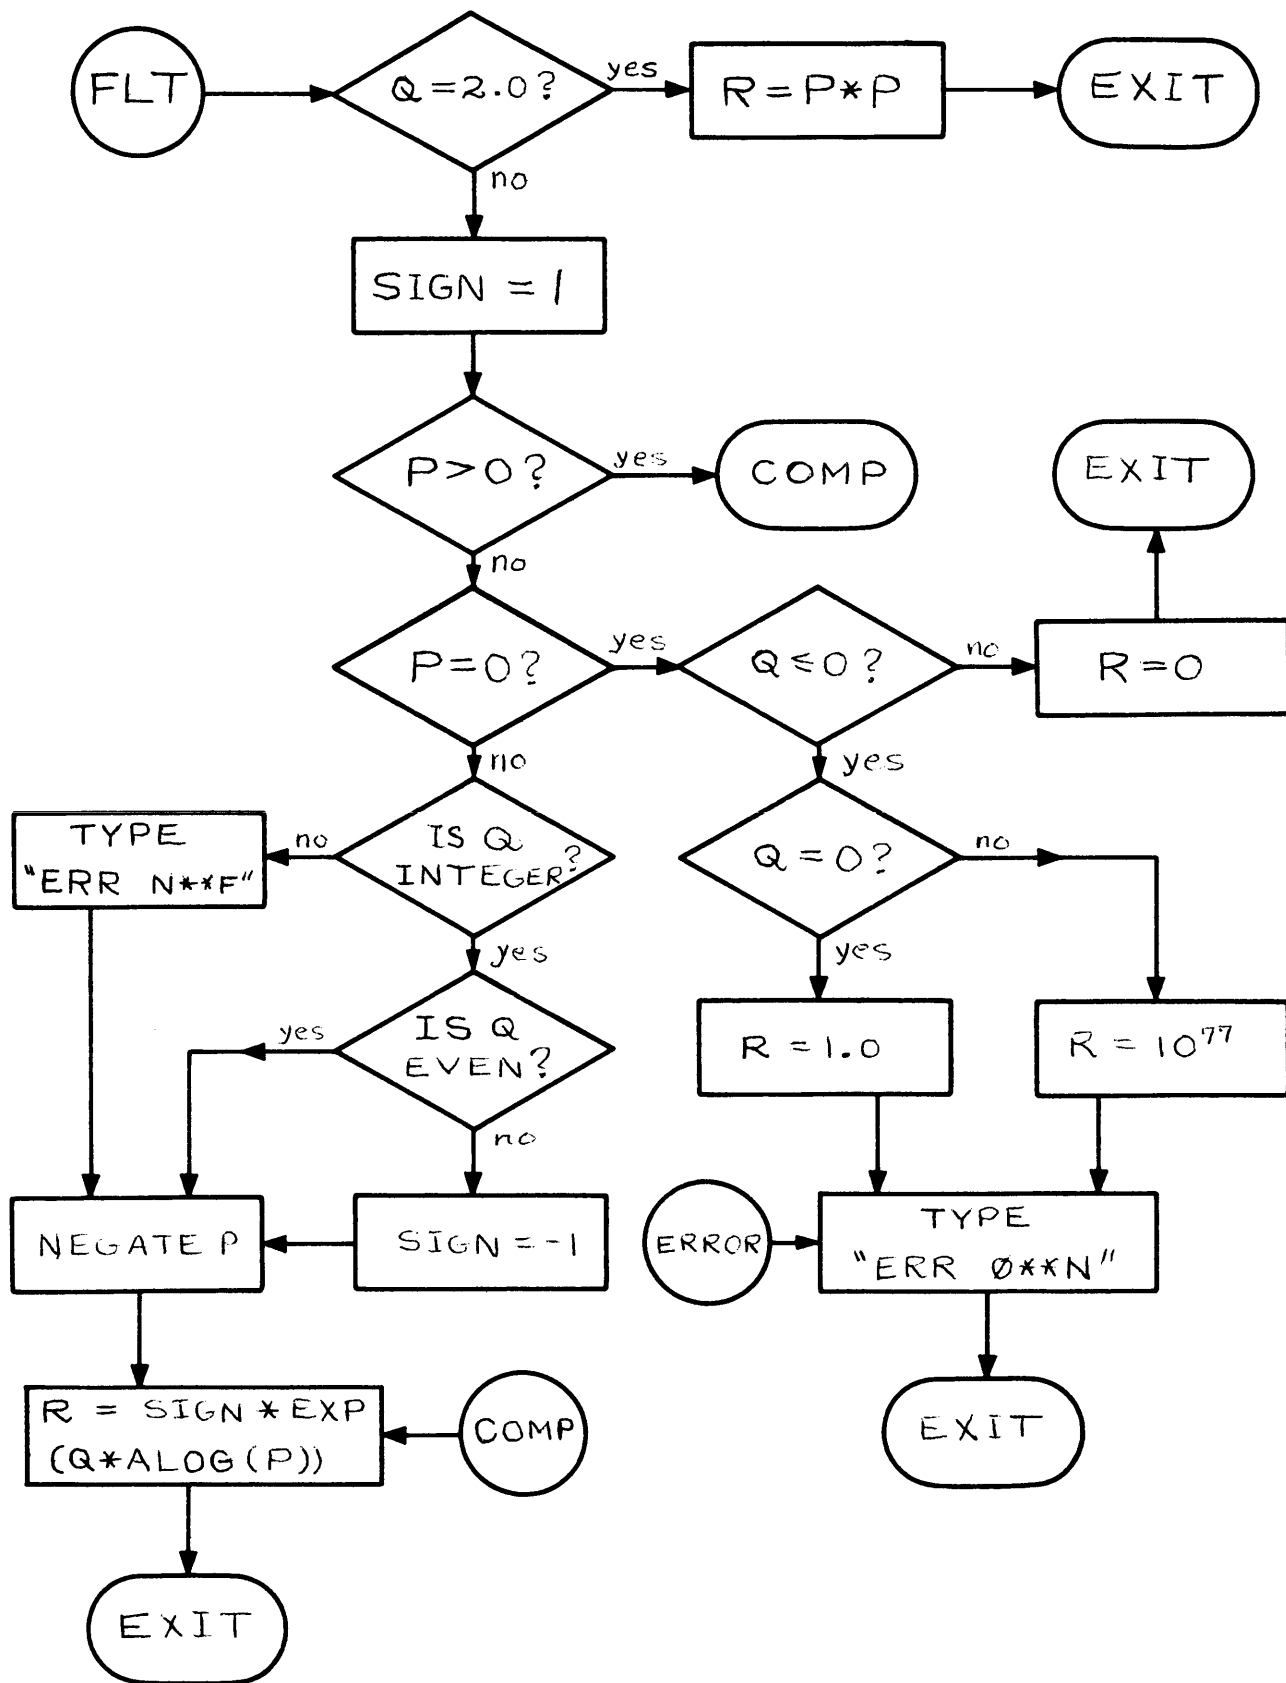 FLT
Q=2.0?
yes
R=P*P
EXIT
no
SIGN = 1
P>0?
yes
COMP
EXIT
no
P=0?
yes
Q≤0?
no
R=0
no
yes
TYPE
"ERR N**F"
no
IS Q
INTEGER?
Q=0?
no
yes
yes
yes
IS Q
EVEN?
R=1.0
R=10⁷⁷
no
NEGATE P
SIGN=-1
ERROR
TYPE
"ERR Ø**N"
R = SIGN * EXP
(Q*ALOG(P))
COMP
EXIT
EXIT